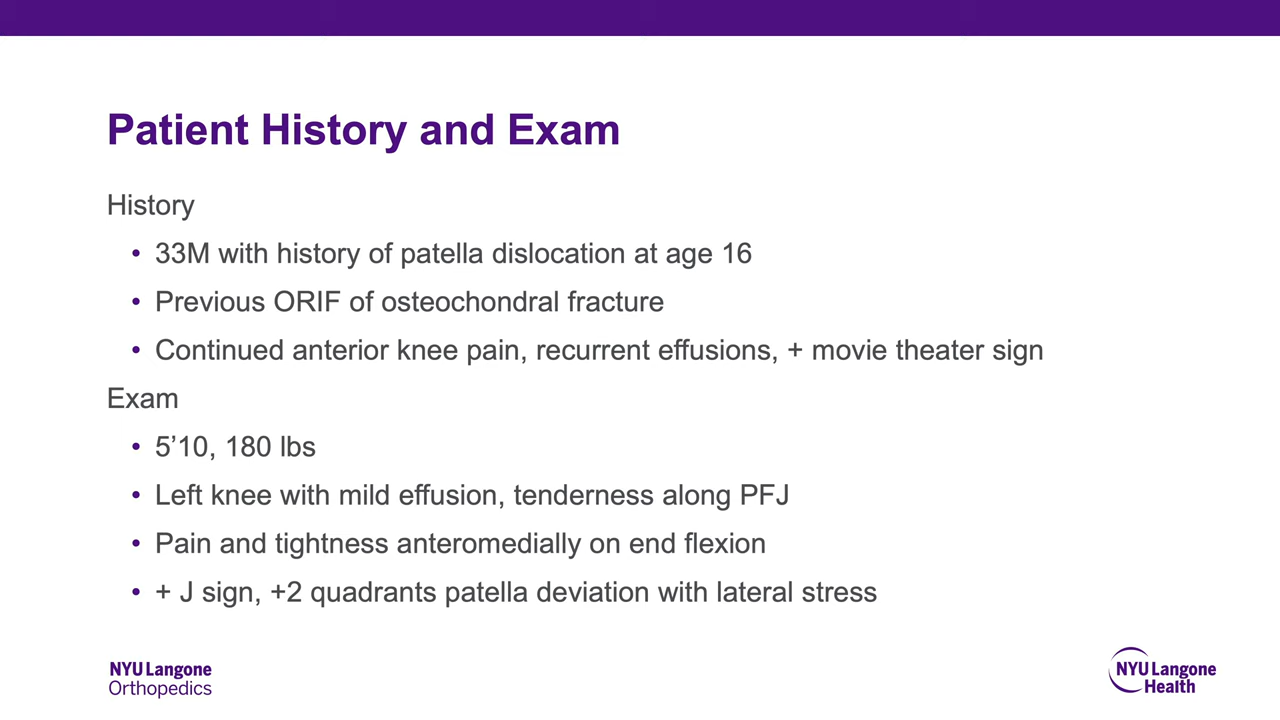 Patient History and Exam
History
• 33M with history of patella dislocation at age 16
• Previous ORIF of osteochondral fracture
• Continued anterior knee pain, recurrent effusions, + movie theater sign
Exam
• 5’10, 180 lbs
• Left knee with mild effusion, tenderness along PFJ
• Pain and tightness anteromedially on end flexion
• + J sign, +2 quadrants patella deviation with lateral stress
NYU Langone
Orthopedics
NYU Langone
Health